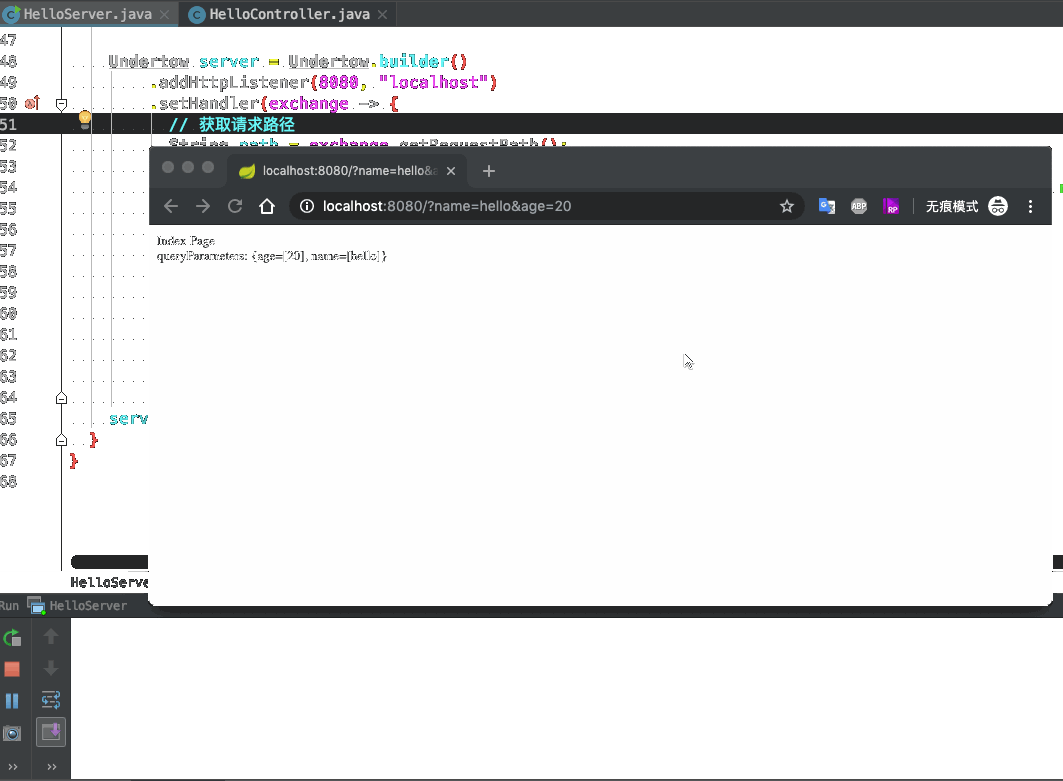 HelloServer.java
HelloController.java
47
48 Undertow server = Undertow.builder()
49 .addHttpListener(8080, "localhost")
50 .setHandler(exchange -> {
51 // 获取请求路径
52 String path = exchange.getRequestPath();
53
54
55
56
57
58
59
60
61
62
63
64
65 serv
66 }
67 }
68
localhost:8080/?name=hello&a
localhost:8080/?name=hello&age=20
ABP
RP
无痕模式
Index Page
queryParameters: {age=[20], name=[hello]}
HelloServe
Run HelloServer